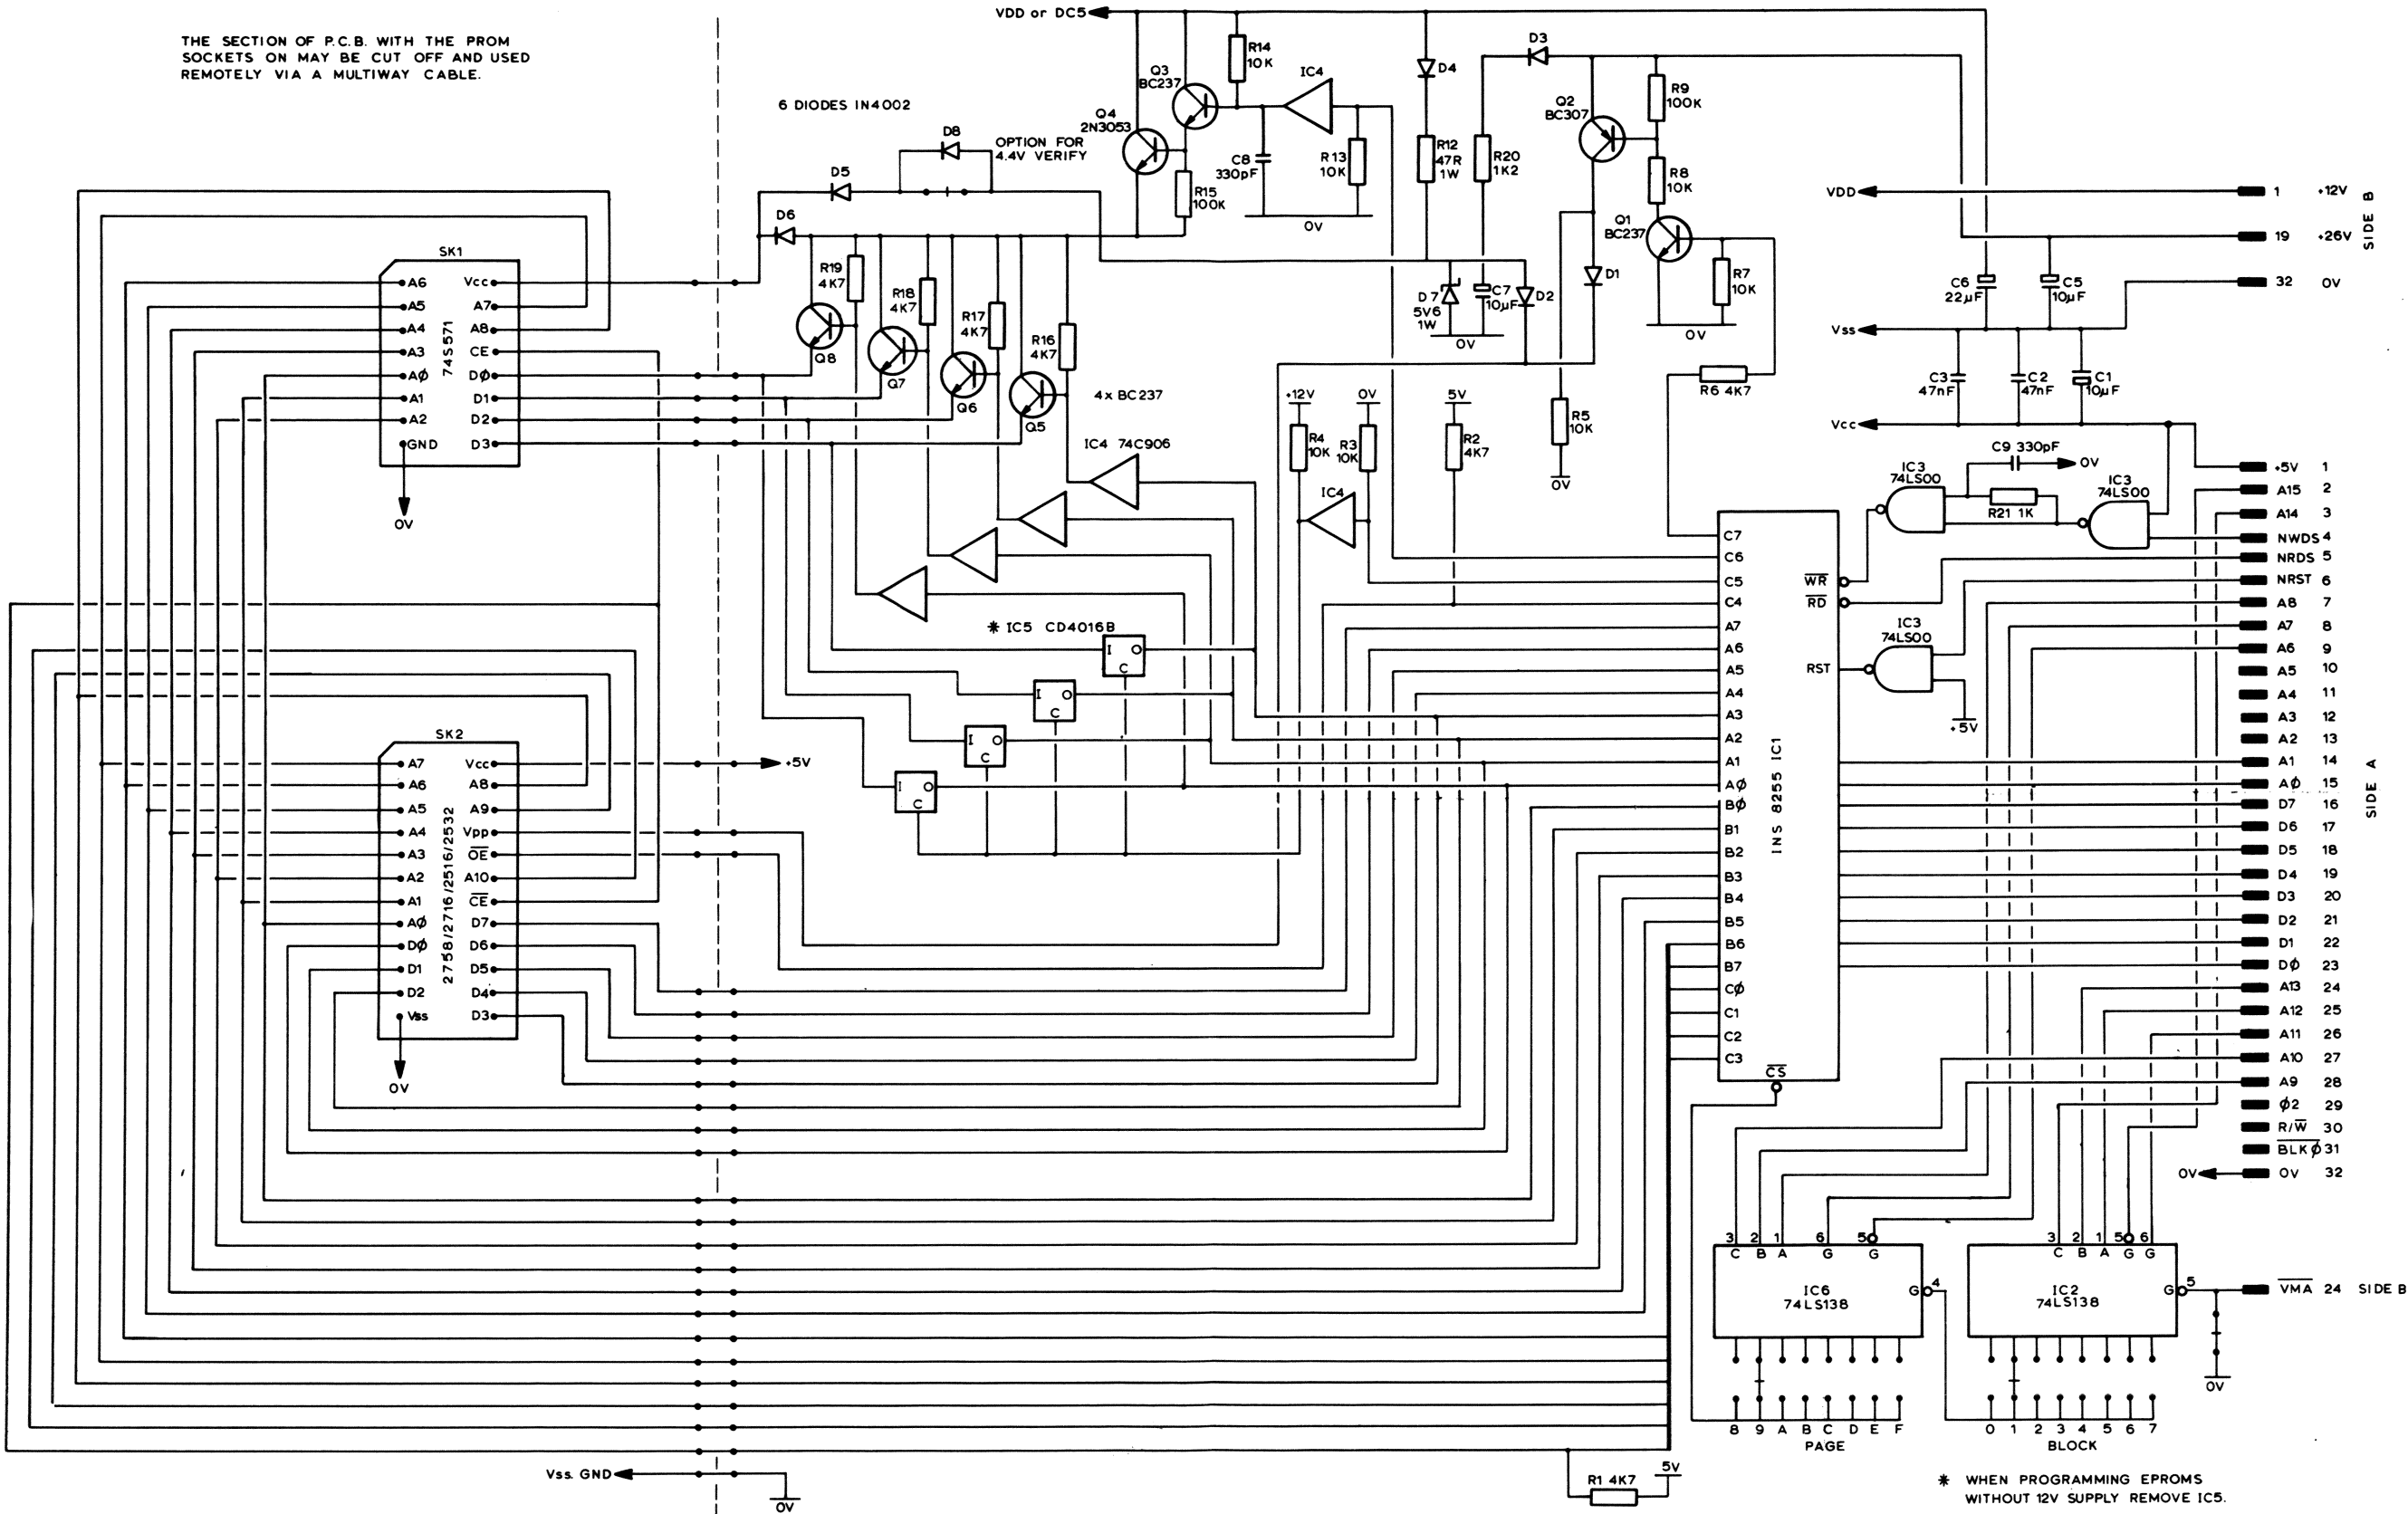 THE SECTION OF P.C.B. WITH THE PROM
SOCKETS ON MAY BE CUT OFF AND USED
REMOTELY VIA A MULTIWAY CABLE.
VDD or DC5
6 DIODES IN4002
D8
OPTION FOR
4.4V VERIFY
D5
D6
Q4
2N3053
Q3
BC237
R14
10K
IC4
C8
330pF
R13
10K
R15
100K
0V
D4
R12
47R
1W
D3
R20
1K2
Q2
BC307
R9
100K
R8
10K
Q1
BC237
R7
10K
0V
D7
5V6
1W
C7
10µF
0V
D2
D1
R6 4K7
R5
10K
0V
VDD
1 +12V
19 +26V
32 0V
SIDE B
C6
22µF
C5
10µF
Vss
C3
47nF
C2
47nF
C1
10µF
Vcc
C9 330pF
0V
IC3
74LS00
R21 1K
IC3
74LS00
IC3
74LS00
+5V
SK1
74S571
A6
A5
A4
A3
AØ
A1
A2
GND
Vcc
A7
A8
CE
DØ
D1
D2
D3
0V
R19
4K7
R18
4K7
R17
4K7
R16
4K7
Q8
Q7
Q6
Q5
4x BC237
IC4 74C906
+12V
R4
10K
0V
R3
10K
IC4
5V
R2
4K7
* IC5 CD4016B
I O
C
I O
C
I O
C
I O
C
SK2
2758/2716/2516/2532
A7
A6
A5
A4
A3
A2
A1
AØ
DØ
D1
D2
Vss
Vcc
A8
A9
Vpp
OE
A10
CE
D7
D6
D5
D4
D3
0V
+5V
INS 8255 IC1
C7
C6
C5
C4
A7
A6
A5
A4
A3
A2
A1
AØ
BØ
B1
B2
B3
B4
B5
B6
B7
CØ
C1
C2
C3
WR
RD
RST
CS
+5V 1
A15 2
A14 3
NWDS 4
NRDS 5
NRST 6
A8 7
A7 8
A6 9
A5 10
A4 11
A3 12
A2 13
A1 14
AØ 15
D7 16
D6 17
D5 18
D4 19
D3 20
D2 21
D1 22
DØ 23
A13 24
A12 25
A11 26
A10 27
A9 28
Ø2 29
R/W 30
BLKØ 31
0V 0V 32
SIDE A
3 2 1 6 5
C B A G G
IC6
74LS138
G 4
8 9 A B C D E F
PAGE
3 2 1 5 6
C B A G G
IC2
74LS138
G 5
0 1 2 3 4 5 6 7
BLOCK
VMA 24 SIDE B
0V
Vss. GND
0V
R1 4K7
5V
* WHEN PROGRAMMING EPROMS
WITHOUT 12V SUPPLY REMOVE IC5.